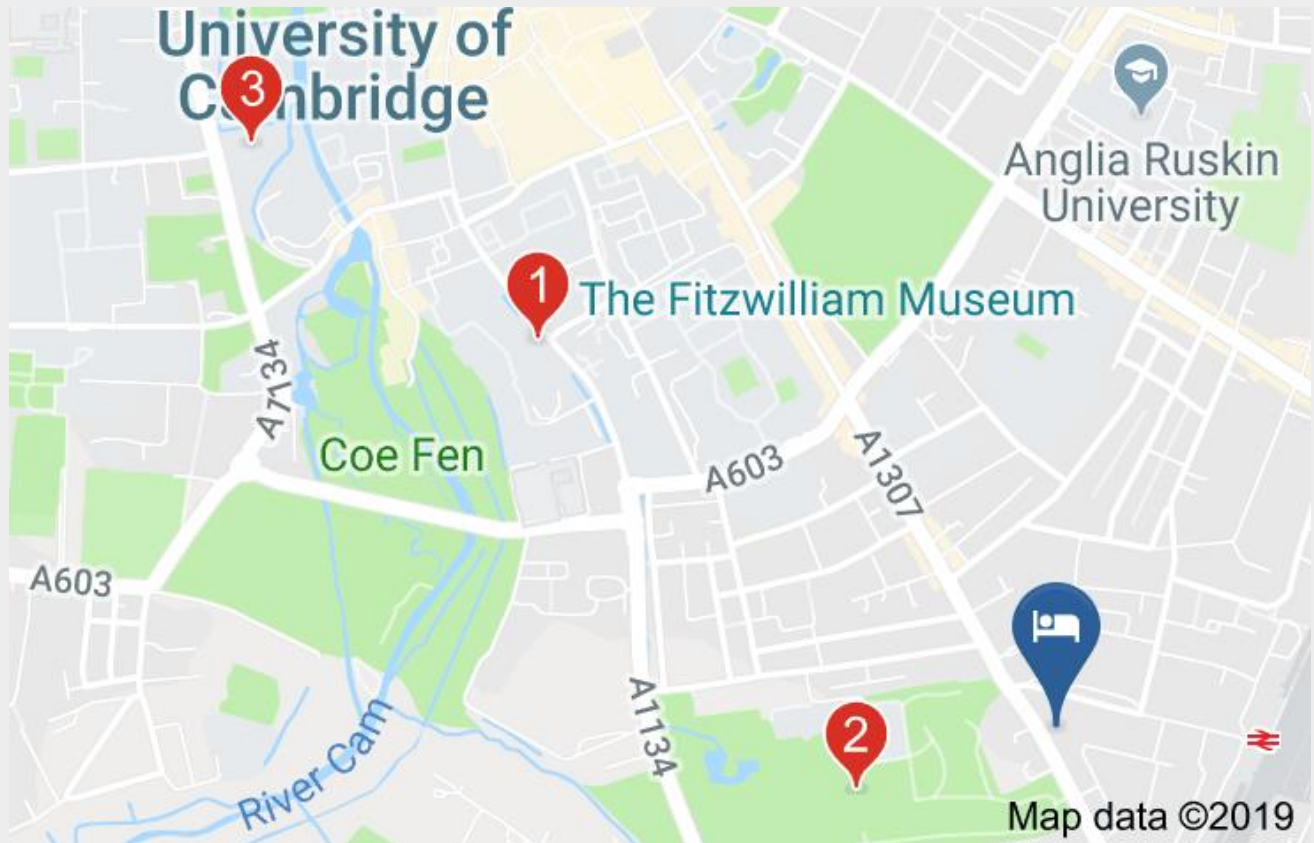 University of
Cambridge
3
Anglia Ruskin
University
1
The Fitzwilliam Museum
A7134
Coe Fen
A603
A1307
A603
A1134
2
River Cam
Map data ©2019